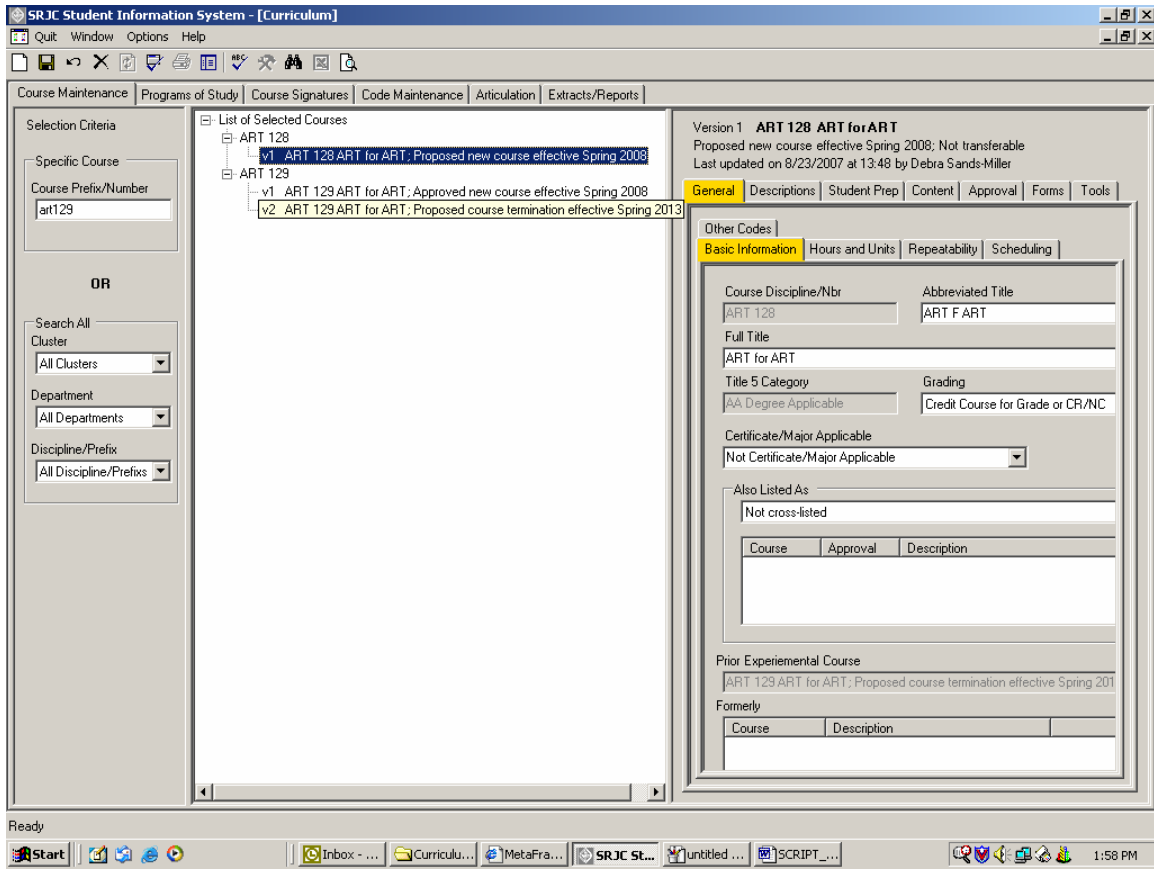 SRJC Student Information System - [Curriculum]
Quit Window Options Help
ABC
Course Maintenance Programs of Study Course Signatures Code Maintenance Articulation Extracts/Reports
Selection Criteria
Specific Course
Course Prefix/Number
art129
OR
Search All
Cluster
All Clusters
Department
All Departments
Discipline/Prefix
All Discipline/Prefixs
List of Selected Courses
ART 128
v1 ART 128 ART for ART; Proposed new course effective Spring 2008
ART 129
v1 ART 129 ART for ART; Approved new course effective Spring 2008
v2 ART 129 ART for ART; Proposed course termination effective Spring 2013
Version 1 ART 128 ART for ART
Proposed new course effective Spring 2008; Not transferable
Last updated on 8/23/2007 at 13:48 by Debra Sands-Miller
General Descriptions Student Prep Content Approval Forms Tools
Other Codes
Basic Information Hours and Units Repeatability Scheduling
Course Discipline/Nbr Abbreviated Title
ART 128 ART F ART
Full Title
ART for ART
Title 5 Category Grading
AA Degree Applicable Credit Course for Grade or CR/NC
Certificate/Major Applicable
Not Certificate/Major Applicable
Also Listed As
Not cross-listed
Course Approval Description
Prior Experiemental Course
ART 129 ART for ART; Proposed course termination effective Spring 201
Formerly
Course Description
Ready
Start Inbox - ... Curriculu... MetaFra... SRJC St... untitled ... SCRIPT_... 1:58 PM